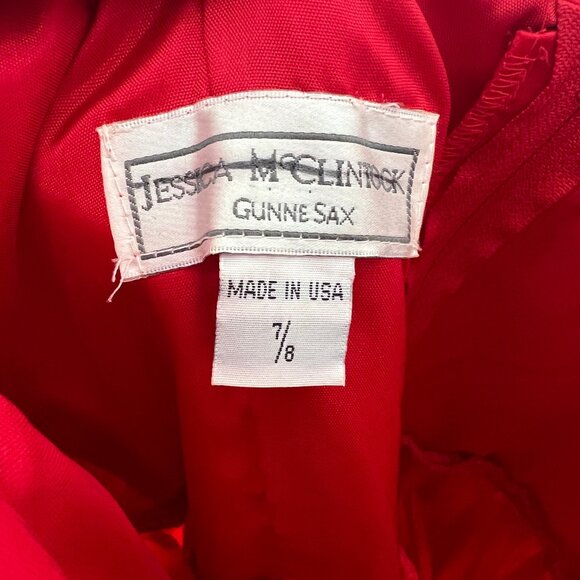 JESSICA McCLINTOCK
GUNNE SAX
MADE IN USA
7/8